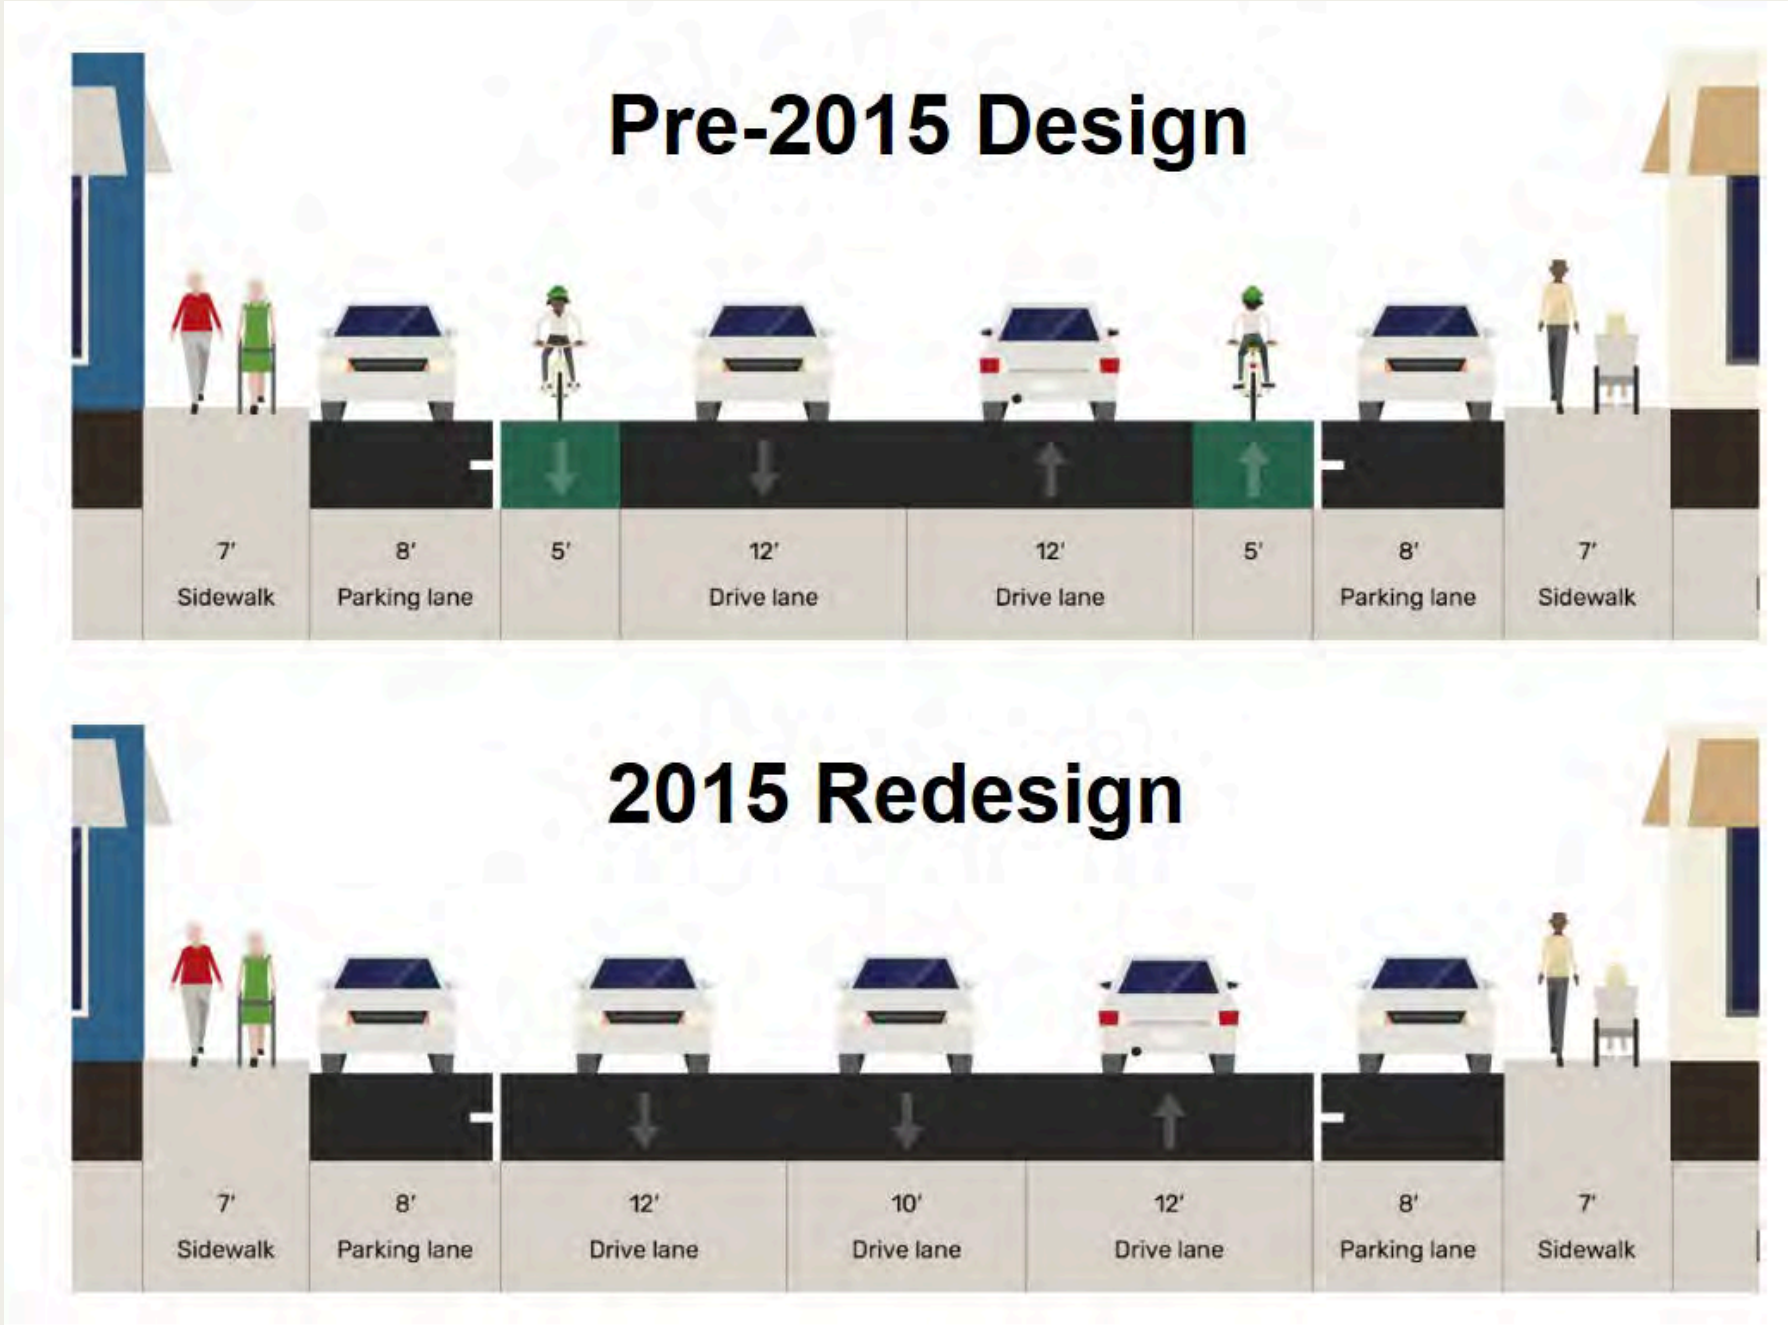 Pre-2015 Design
7' 8' 5' 12' 12' 5' 8' 7'
Sidewalk Parking lane Drive lane Drive lane Parking lane Sidewalk
2015 Redesign
7' 8' 12' 10' 12' 8' 7'
Sidewalk Parking lane Drive lane Drive lane Drive lane Parking lane Sidewalk